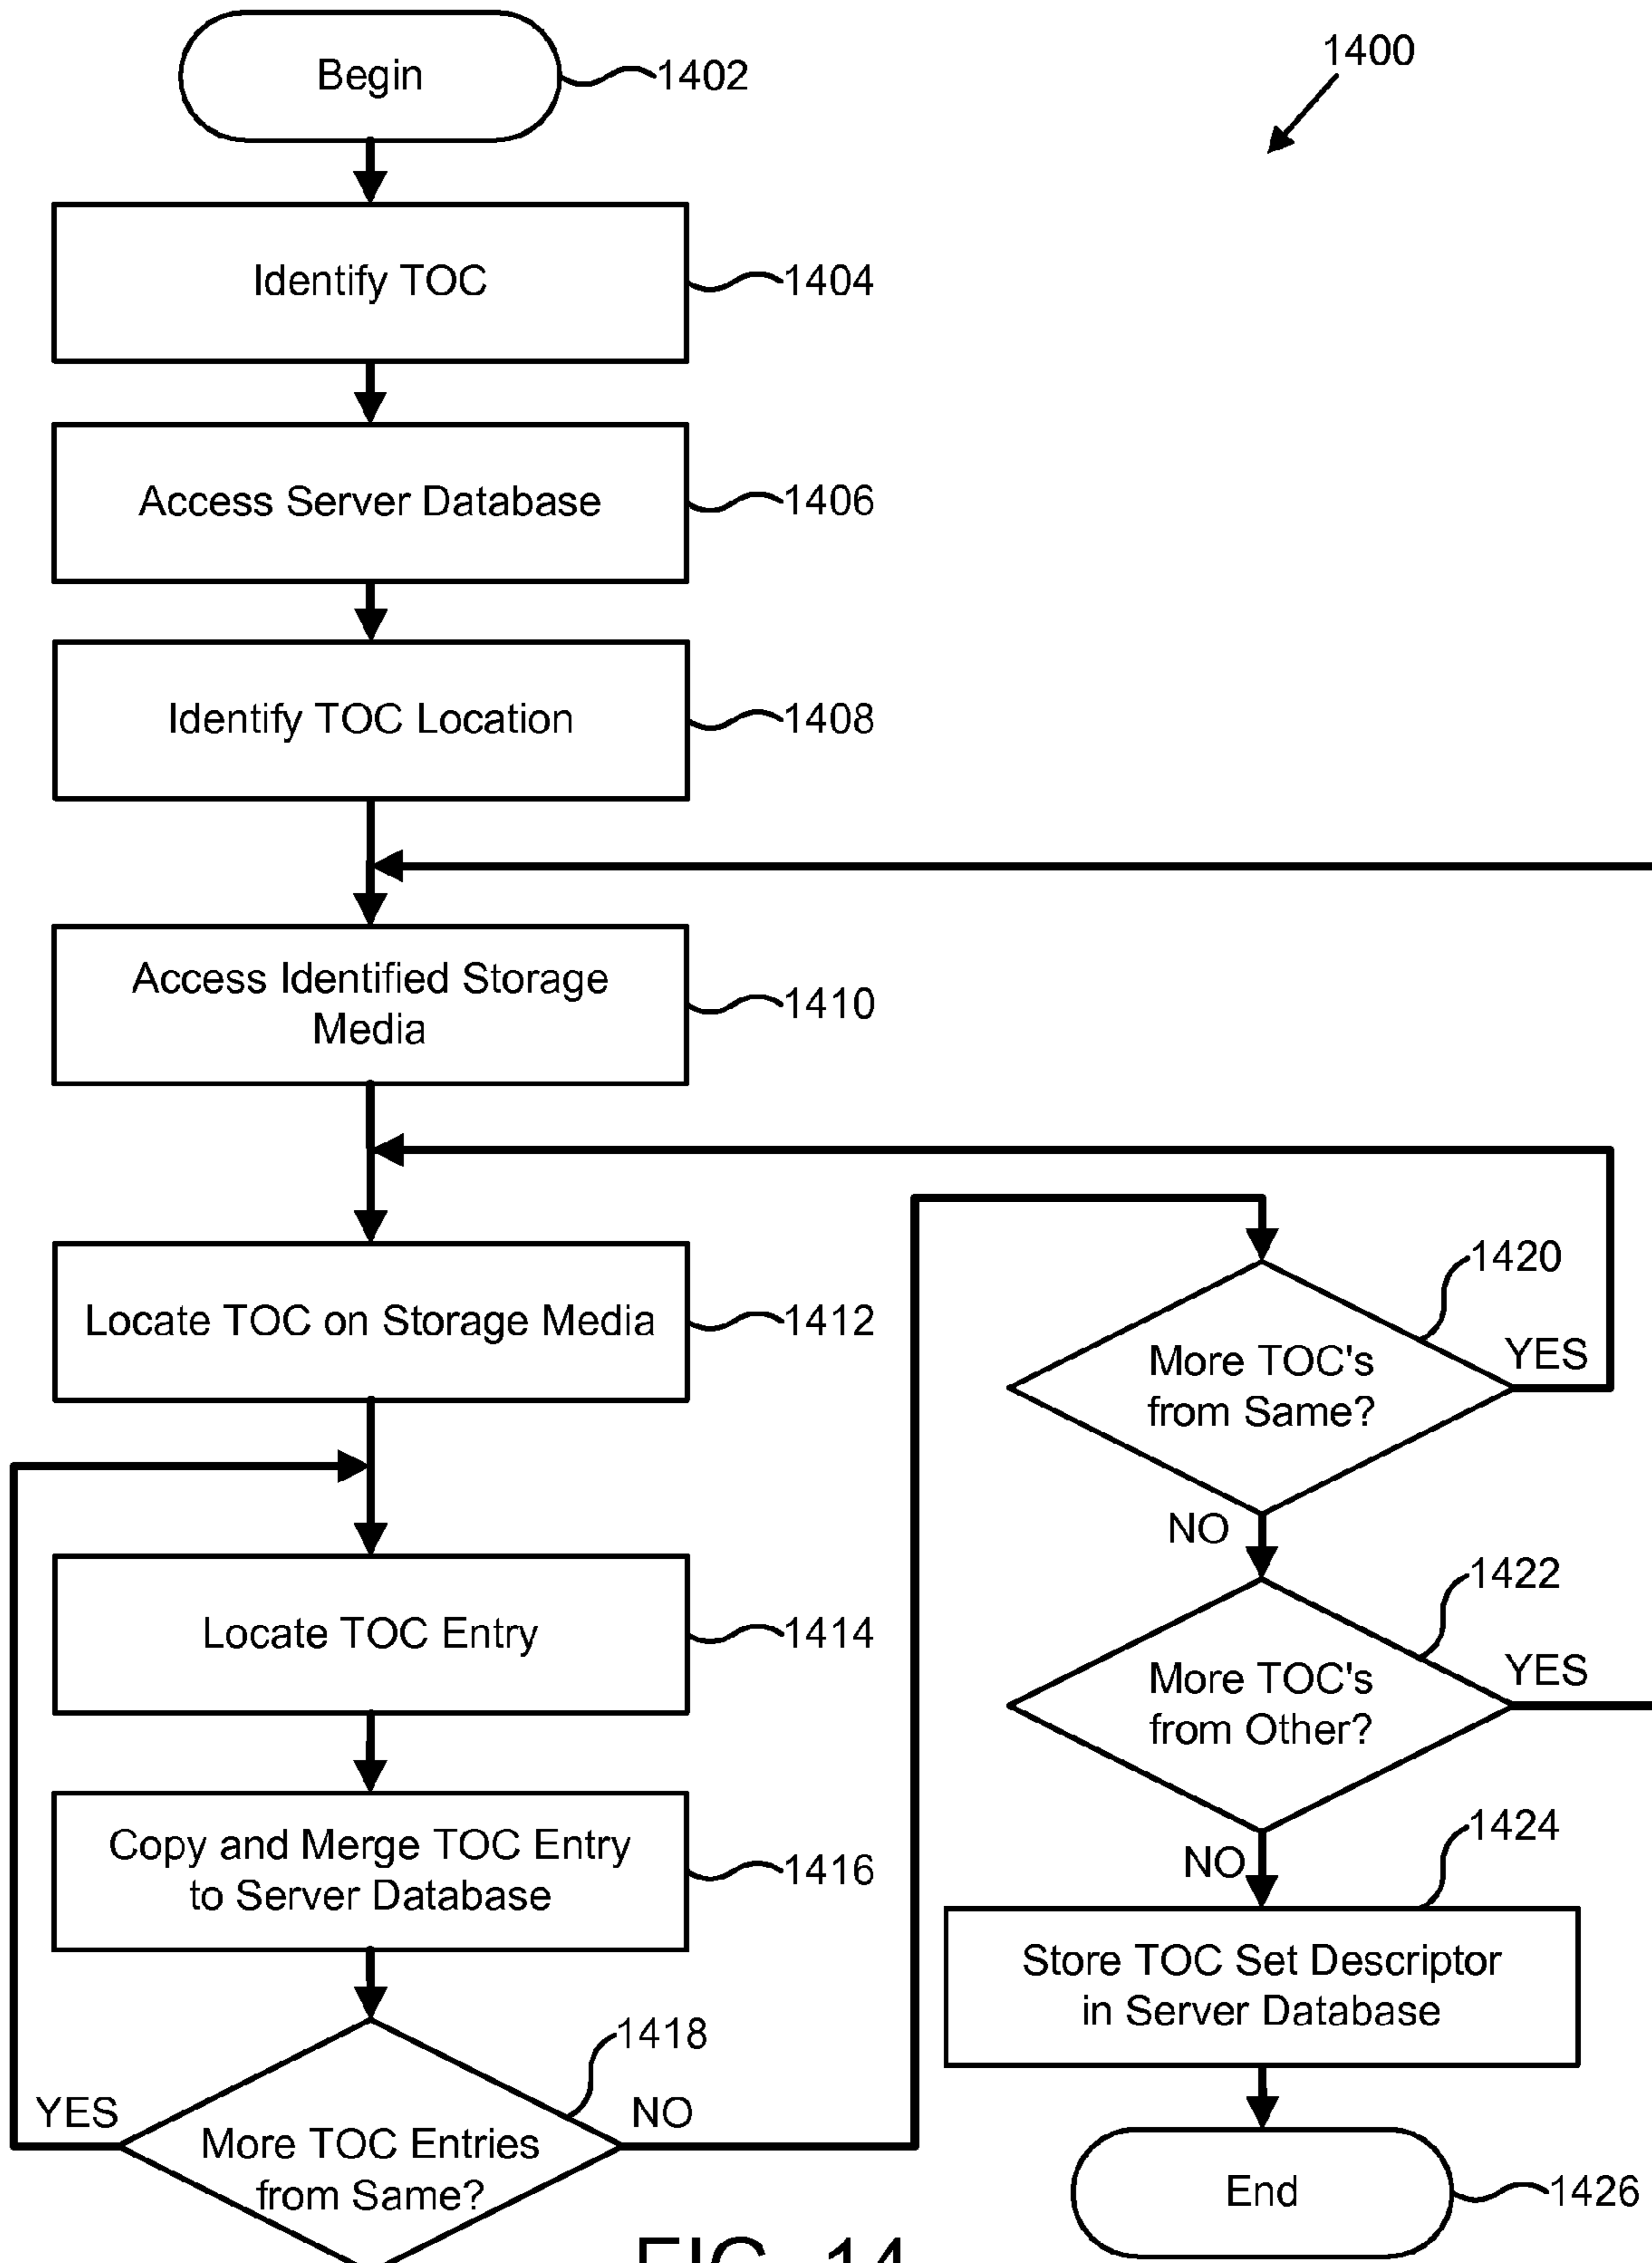 Begin
1402
1400
Identify TOC
1404
Access Server Database
1406
Identify TOC Location
1408
Access Identified Storage
Media
1410
Locate TOC on Storage Media
1412
Locate TOC Entry
1414
Copy and Merge TOC Entry
to Server Database
1416
1418
YES
NO
More TOC Entries
from Same?
1420
More TOC's
from Same?
YES
NO
1422
More TOC's
from Other?
YES
NO
1424
Store TOC Set Descriptor
in Server Database
End
1426
FIG. 14